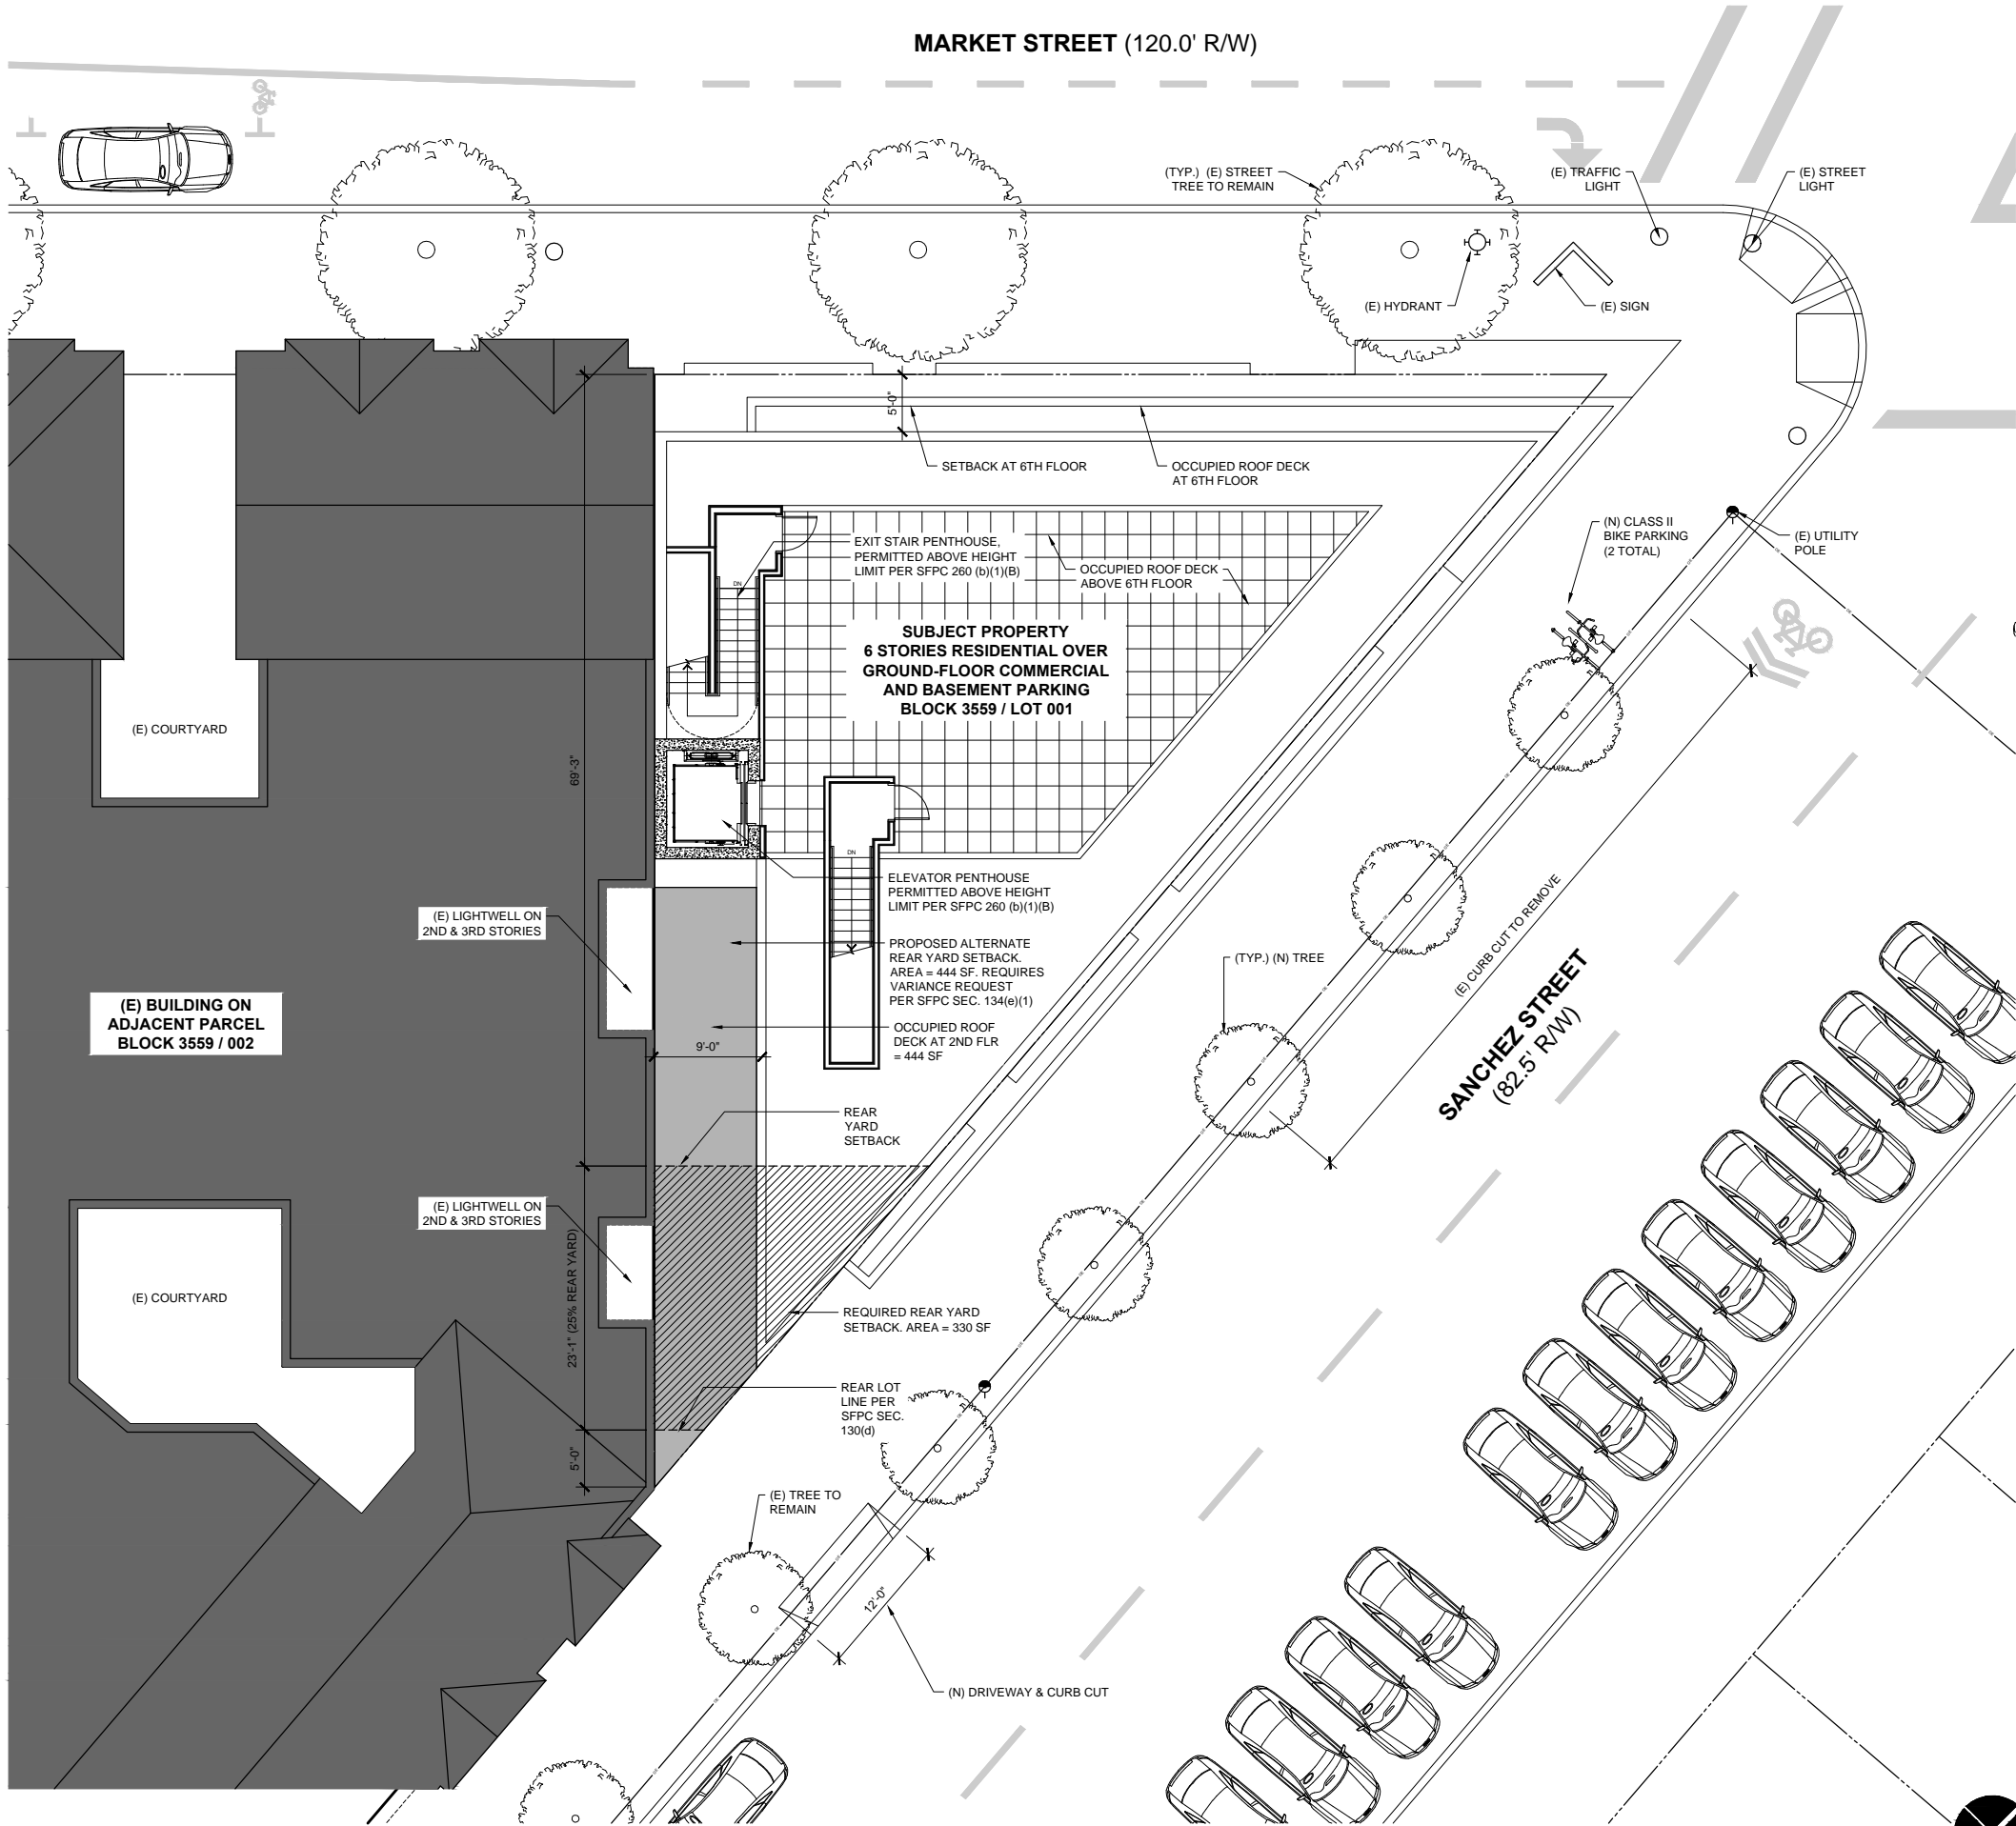 MARKET STREET (120.0' R/W)
(TYP.) (E) STREET
TREE TO REMAIN
(E) TRAFFIC
LIGHT
(E) STREET
LIGHT
(E) HYDRANT
(E) SIGN
5'-0"
SETBACK AT 6TH FLOOR
OCCUPIED ROOF DECK
AT 6TH FLOOR
EXIT STAIR PENTHOUSE,
PERMITTED ABOVE HEIGHT
LIMIT PER SFPC 260 (b)(1)(B)
OCCUPIED ROOF DECK
ABOVE 6TH FLOOR
(N) CLASS II
BIKE PARKING
(2 TOTAL)
(E) UTILITY
POLE
DN
SUBJECT PROPERTY
6 STORIES RESIDENTIAL OVER
GROUND-FLOOR COMMERCIAL
AND BASEMENT PARKING
BLOCK 3559 / LOT 001
(E) COURTYARD
69'-3"
DN
ELEVATOR PENTHOUSE
PERMITTED ABOVE HEIGHT
LIMIT PER SFPC 260 (b)(1)(B)
(E) LIGHTWELL ON
2ND & 3RD STORIES
PROPOSED ALTERNATE
REAR YARD SETBACK.
AREA = 444 SF. REQUIRES
VARIANCE REQUEST
PER SFPC SEC. 134(e)(1)
(TYP.) (N) TREE
(E) CURB CUT TO REMOVE
SANCHEZ STREET
(82.5' R/W)
(E) BUILDING ON
ADJACENT PARCEL
BLOCK 3559 / 002
OCCUPIED ROOF
DECK AT 2ND FLR
= 444 SF
9'-0"
REAR
YARD
SETBACK
(E) LIGHTWELL ON
2ND & 3RD STORIES
23'-1" (25% REAR YARD)
(E) COURTYARD
REQUIRED REAR YARD
SETBACK. AREA = 330 SF
REAR LOT
LINE PER
SFPC SEC.
130(d)
5'-0"
(E) TREE TO
REMAIN
12'-0"
(N) DRIVEWAY & CURB CUT